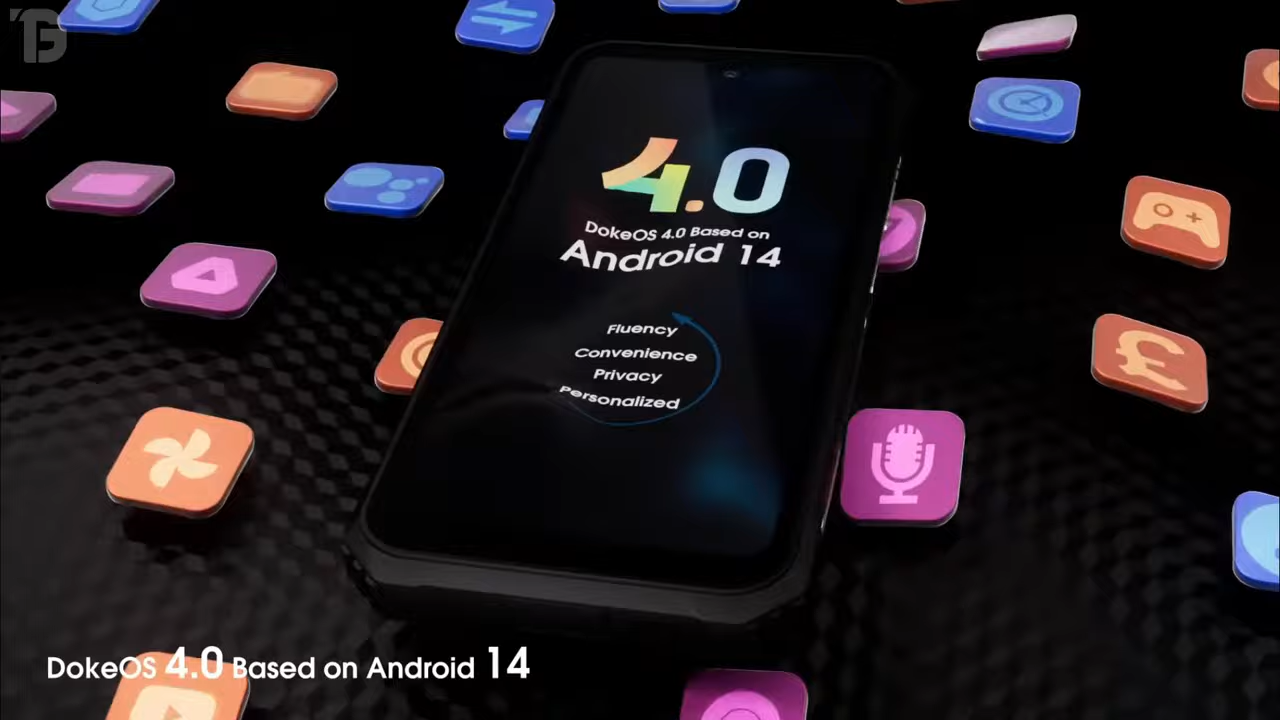 4.0
DokeOS 4.0 Based on
Android 14
Fluency
Convenience
Privacy
Personalized
DokeOS 4.0 Based on Android 14